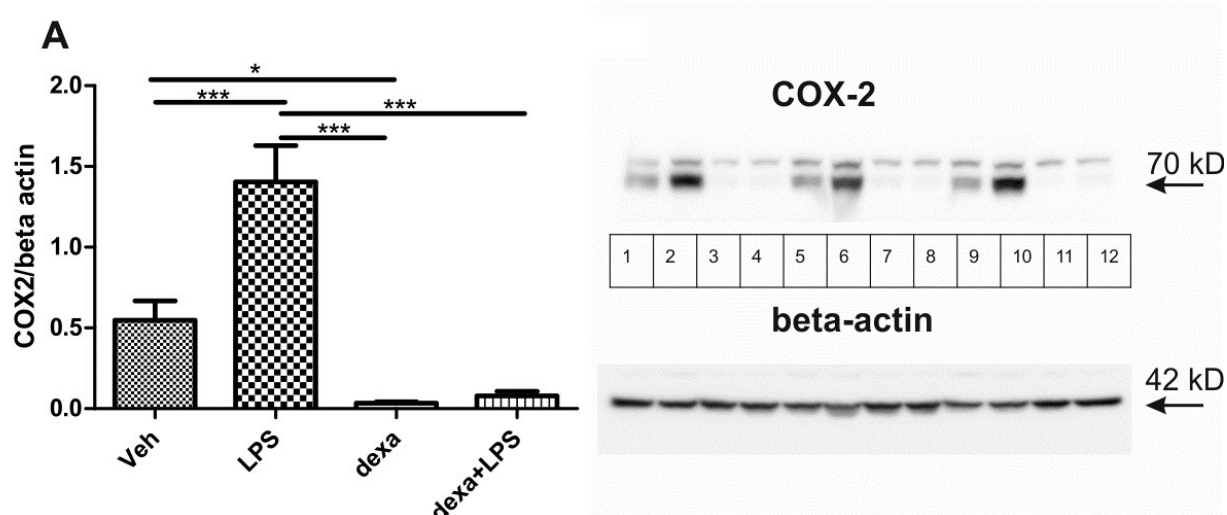 A
2.0
1.5
1.0
0.5
0.0
COX2/beta actin
*
***
***
***
Veh
LPS
dexa
dexa+LPS
COX-2
70 kD
1 2 3 4 5 6 7 8 9 10 11 12
beta-actin
42 kD